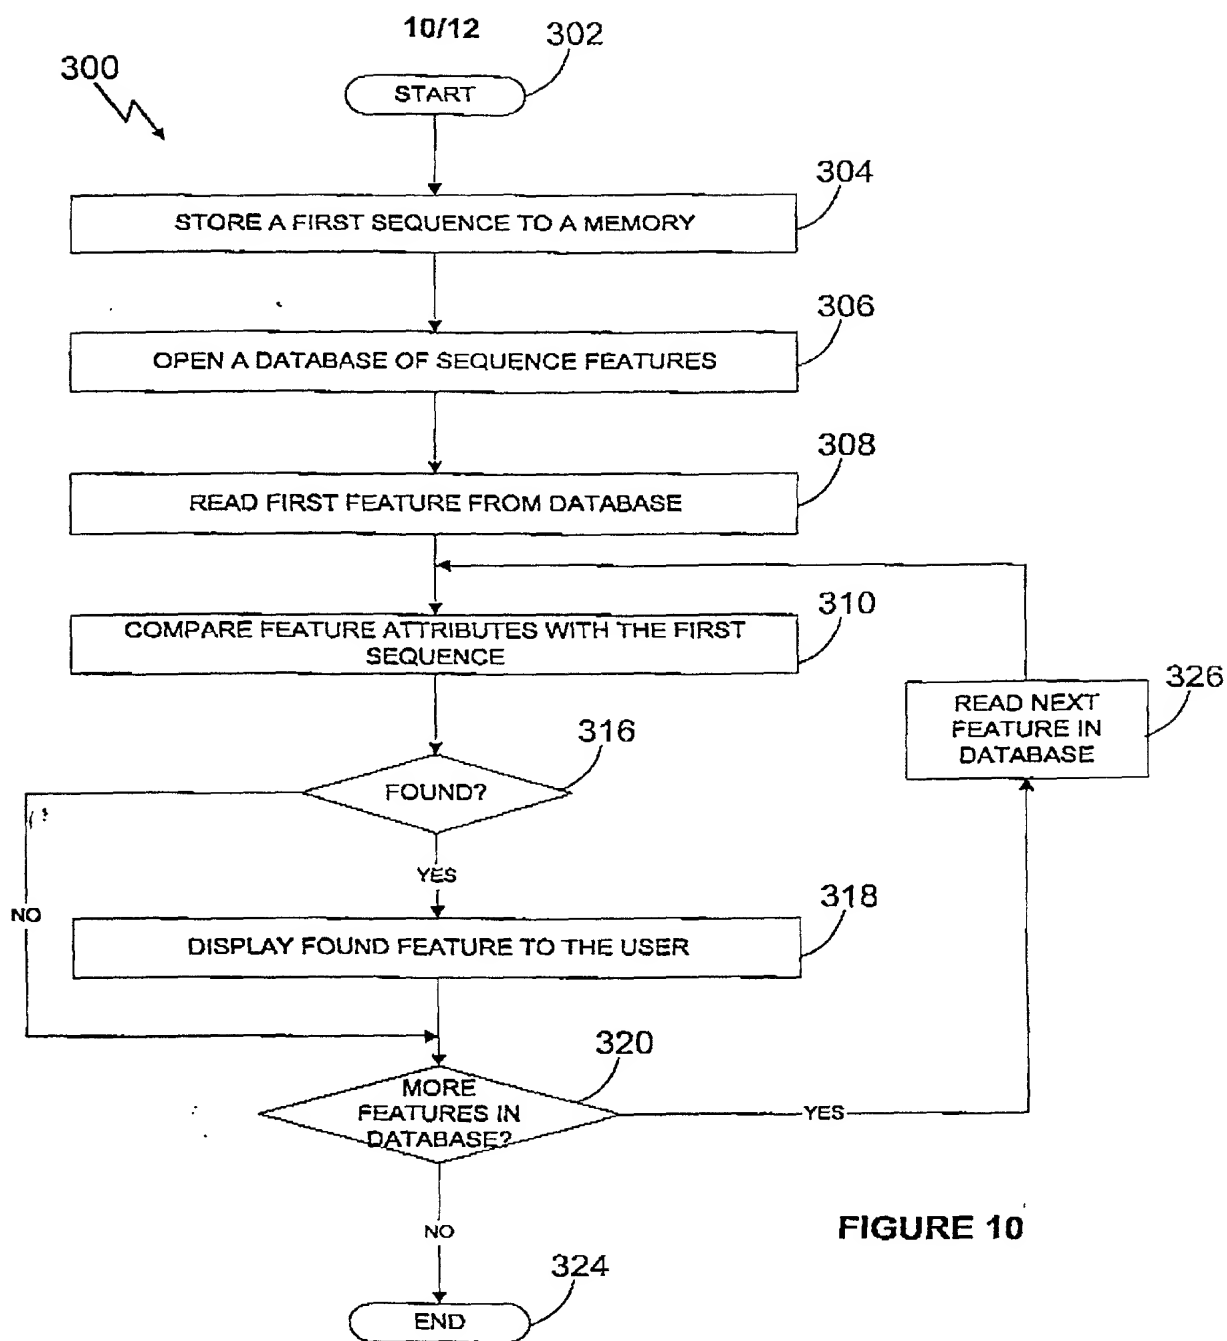 10/12
302
300
START
304
STORE A FIRST SEQUENCE TO A MEMORY
306
OPEN A DATABASE OF SEQUENCE FEATURES
308
READ FIRST FEATURE FROM DATABASE
310
COMPARE FEATURE ATTRIBUTES WITH THE FIRST
SEQUENCE
326
READ NEXT
FEATURE IN
DATABASE
316
FOUND?
YES
NO
318
DISPLAY FOUND FEATURE TO THE USER
320
MORE
FEATURES IN
DATABASE?
YES
NO
FIGURE 10
324
END